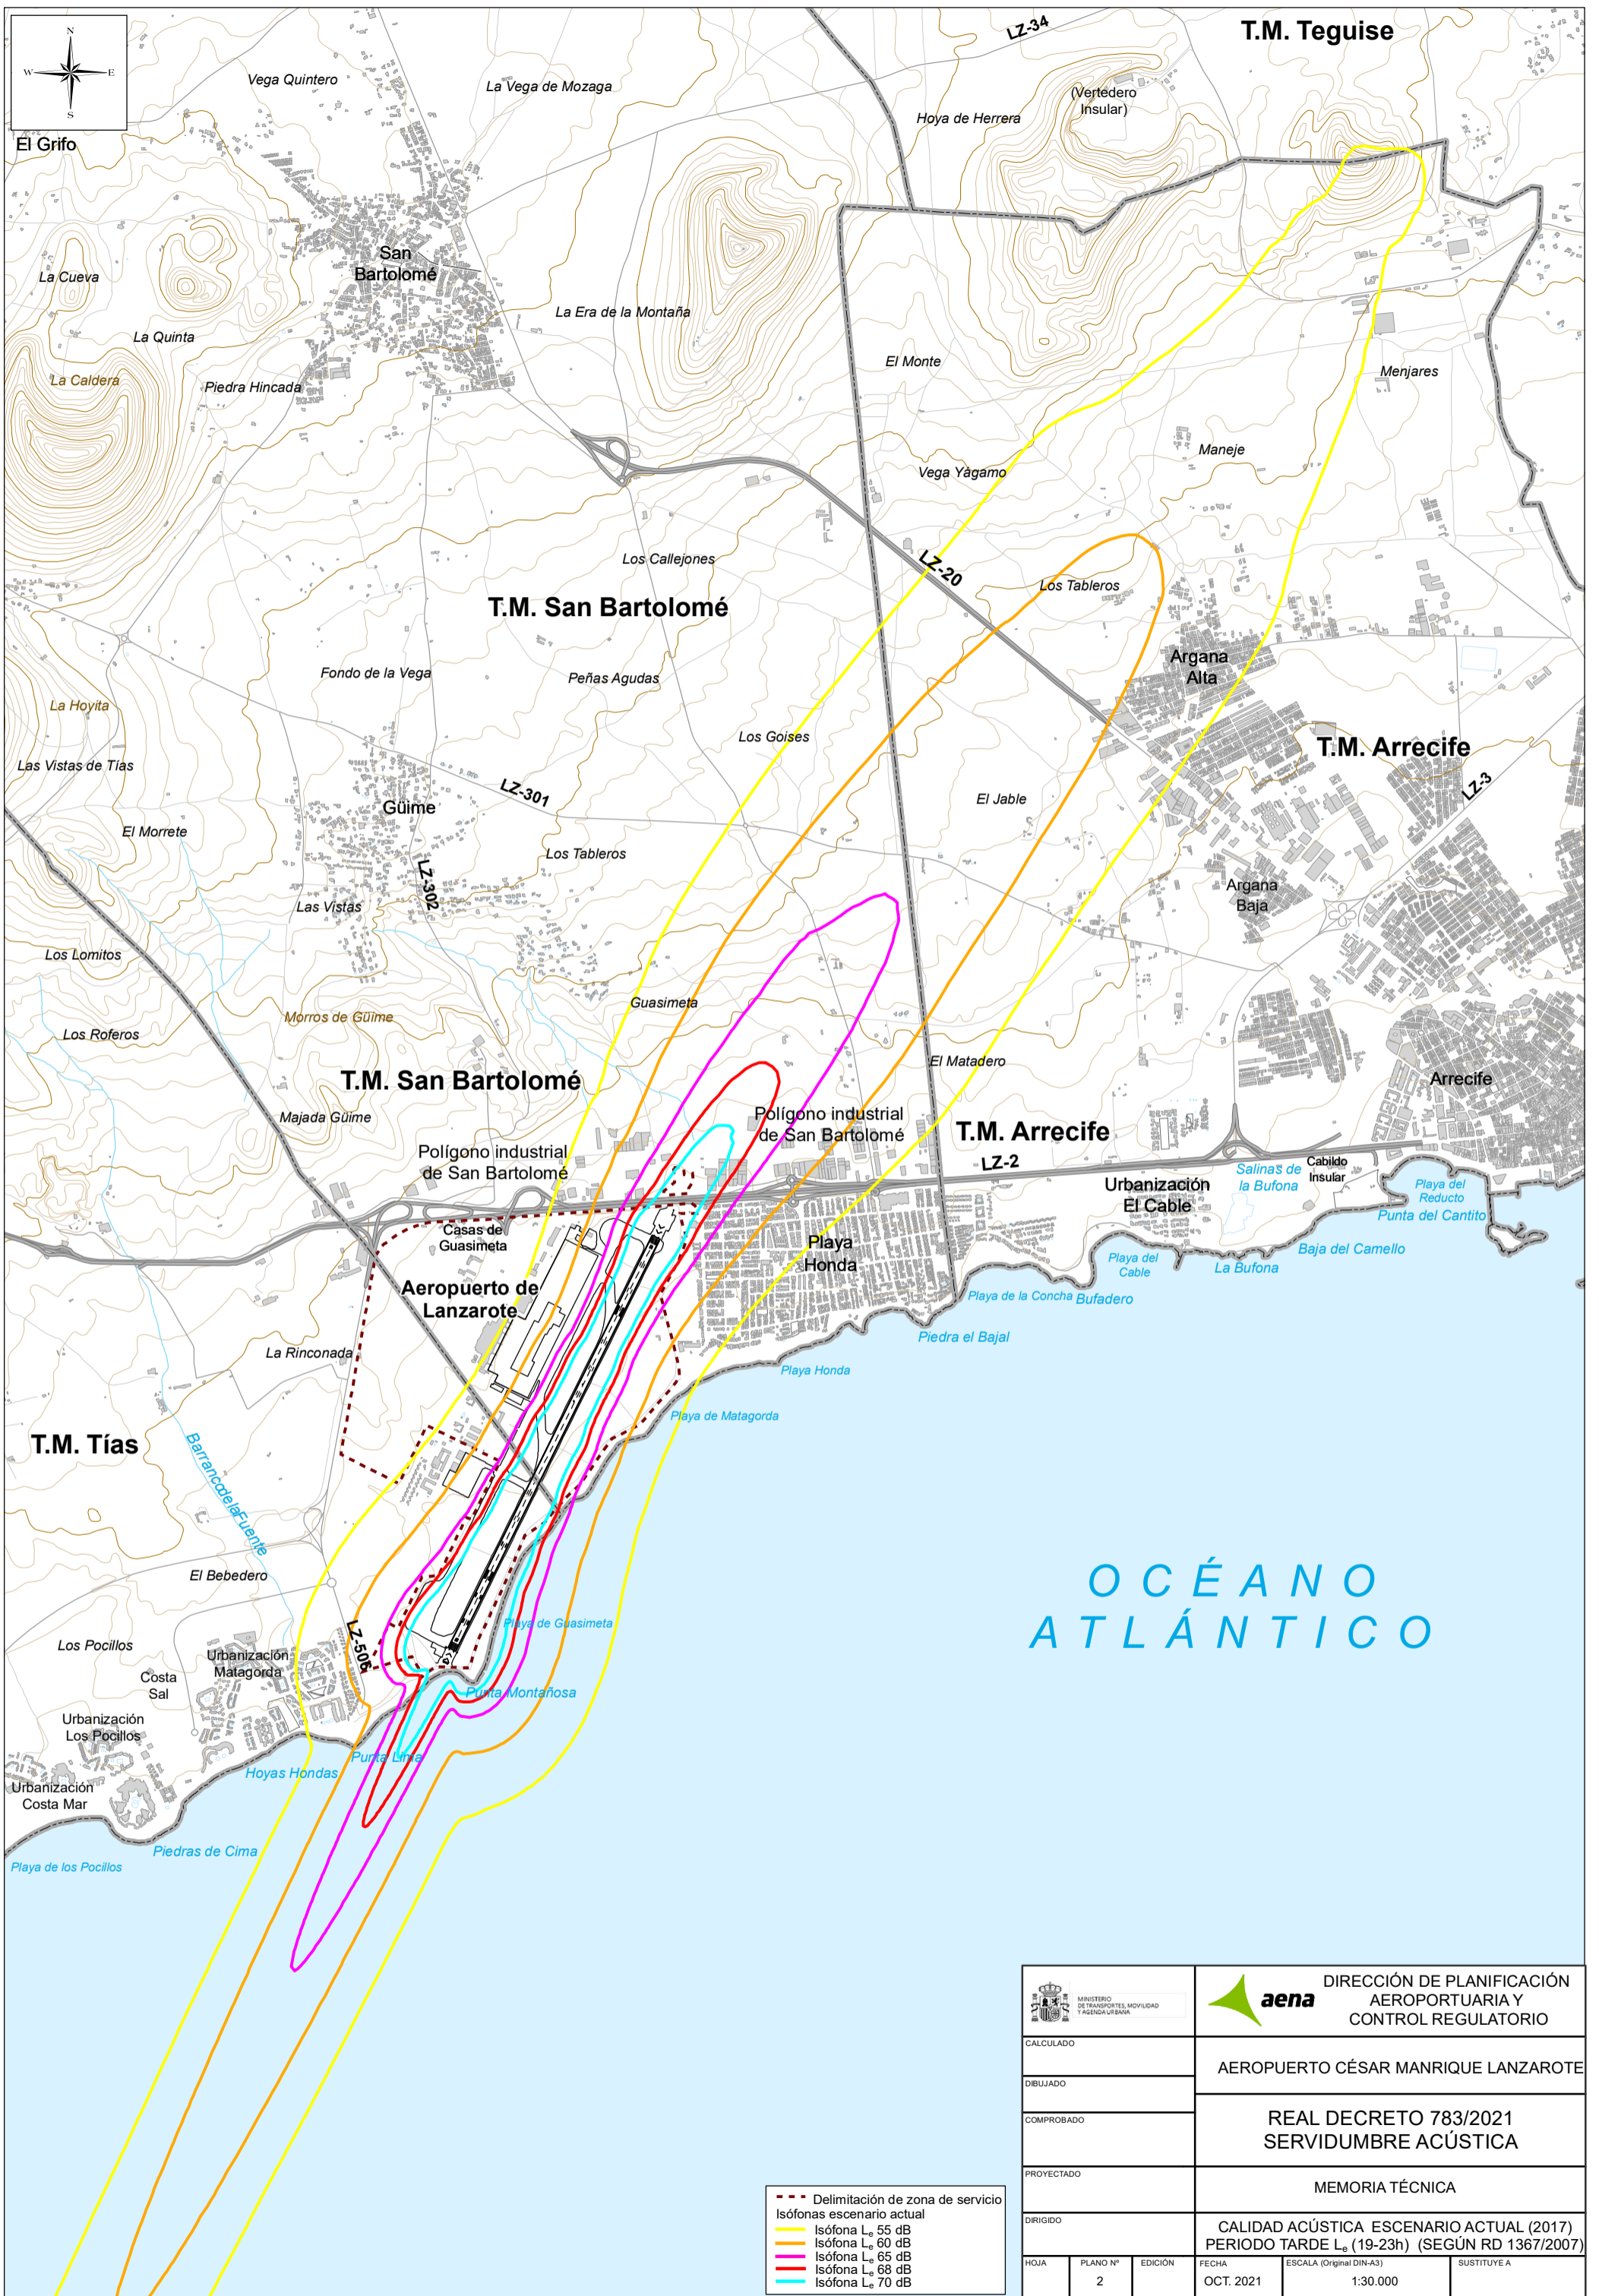 N
W
E
S
T.M. Teguise
LZ-34
Vega Quintero
La Vega de Mozaga
(Vertedero
Insular)
Hoya de Herrera
El Grifo
San
Bartolomé
La Cueva
La Era de la Montaña
La Quinta
El Monte
La Caldera
Piedra Hincada
Menjares
Maneje
Vega Yágamo
Los Callejones
LZ-20
Los Tableros
T.M. San Bartolomé
Argana
Alta
Fondo de la Vega
Peñas Agudas
La Hoyita
Los Goises
T.M. Arrecife
Las Vistas de Tías
LZ-301
LZ-3
Güime
El Jable
El Morrete
Los Tableros
LZ-302
Argana
Baja
Las Vistas
Los Lomitos
Guasimeta
Morros de Güime
Los Roferos
El Matadero
T.M. San Bartolomé
Arrecife
Majada Güime
Polígono industrial
de San Bartolomé
T.M. Arrecife
Polígono industrial
de San Bartolomé
LZ-2
Salinas de
la Bufona
Cabildo
Insular
Urbanización
El Cable
Playa del
Reducto
Punta del Cantito
Casas de
Guasimeta
Playa
Honda
Baja del Camello
Playa del
Cable
La Bufona
Aeropuerto de
Lanzarote
Playa de la Concha
Bufadero
Piedra el Bajal
La Rinconada
Playa Honda
Playa de Matagorda
T.M. Tías
Barranco de la Fuente
El Bebedero
OCÉANO
ATLÁNTICO
Playa de Guasimeta
LZ-506
Los Pocillos
Urbanización
Matagorda
Costa
Sal
Punta Montañosa
Urbanización
Los Pocillos
Punta Lima
Hoyas Hondas
Urbanización
Costa Mar
Piedras de Cima
Playa de los Pocillos
MINISTERIO
DE TRANSPORTES, MOVILIDAD
Y AGENDA URBANA
aena
DIRECCIÓN DE PLANIFICACIÓN
AEROPORTUARIA Y
CONTROL REGULATORIO
CALCULADO
AEROPUERTO CÉSAR MANRIQUE LANZAROTE
DIBUJADO
COMPROBADO
REAL DECRETO 783/2021
SERVIDUMBRE ACÚSTICA
PROYECTADO
MEMORIA TÉCNICA
DIRIGIDO
CALIDAD ACÚSTICA ESCENARIO ACTUAL (2017)
PERIODO TARDE Le (19-23h) (SEGÚN RD 1367/2007)
HOJA
PLANO Nº
2
EDICIÓN
FECHA
OCT. 2021
ESCALA (Original DIN-A3)
1:30.000
SUSTITUYE A
Delimitación de zona de servicio
Isófonas escenario actual
Isófona Le 55 dB
Isófona Le 60 dB
Isófona Le 65 dB
Isófona Le 68 dB
Isófona Le 70 dB